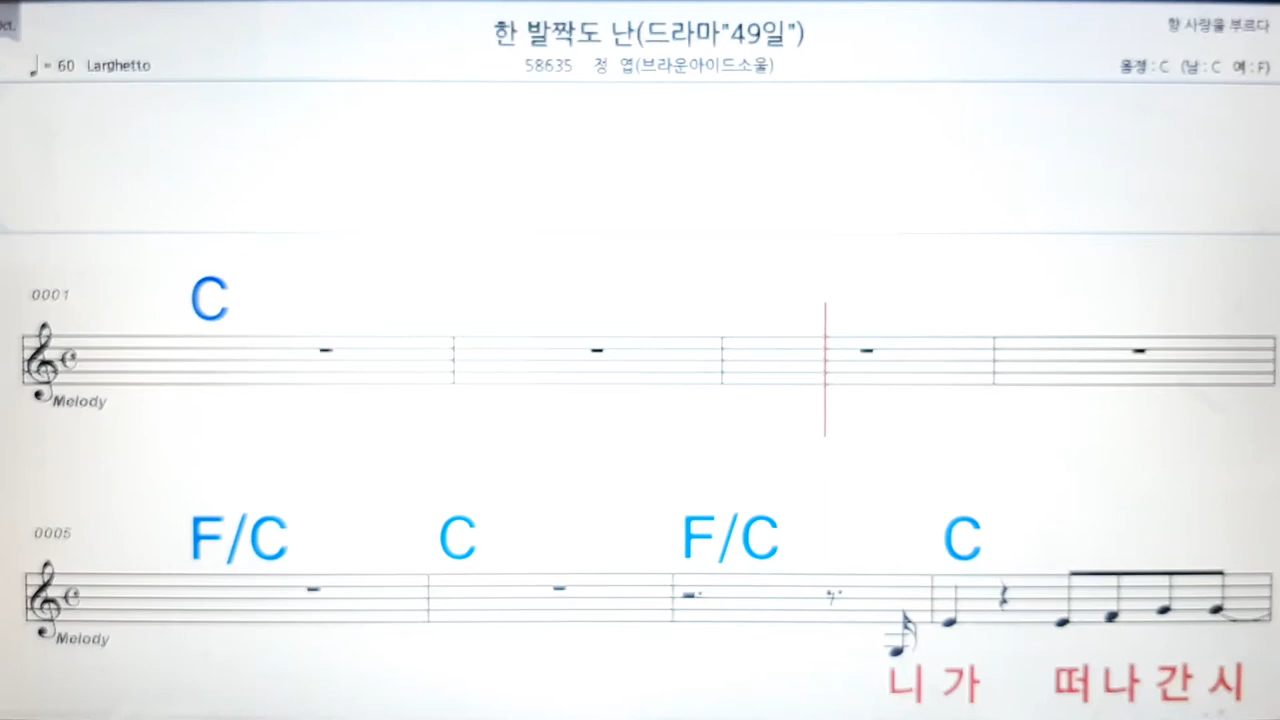 한 발짝도 난(드라마"49일")
향 사랑을 부르다
♩= 60 Larghetto
58635 정 엽(브라운아이드소울)
음정 : C (남 : C 여 : F)
0001
C
Melody
0005
F/C C F/C C
Melody
니 가 떠 나 간 시